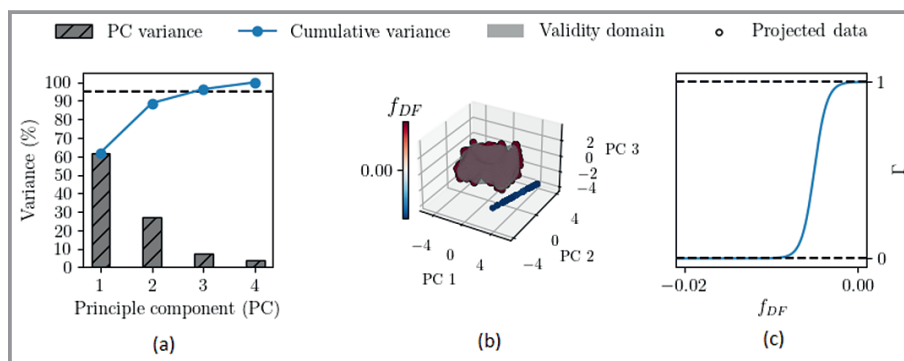 PC variance
Cumulative variance
Validity domain
Projected data
100
90
80
70
60
50
40
30
20
10
0
Variance (%)
1 2 3 4
Principle component (PC)
(a)
f_DF
0.00
2
0
−2
−4
PC 3
4
0
−4
PC 2
−4
0
4
PC 1
(b)
1
0
Γ
−0.02 0.00
f_DF
(c)